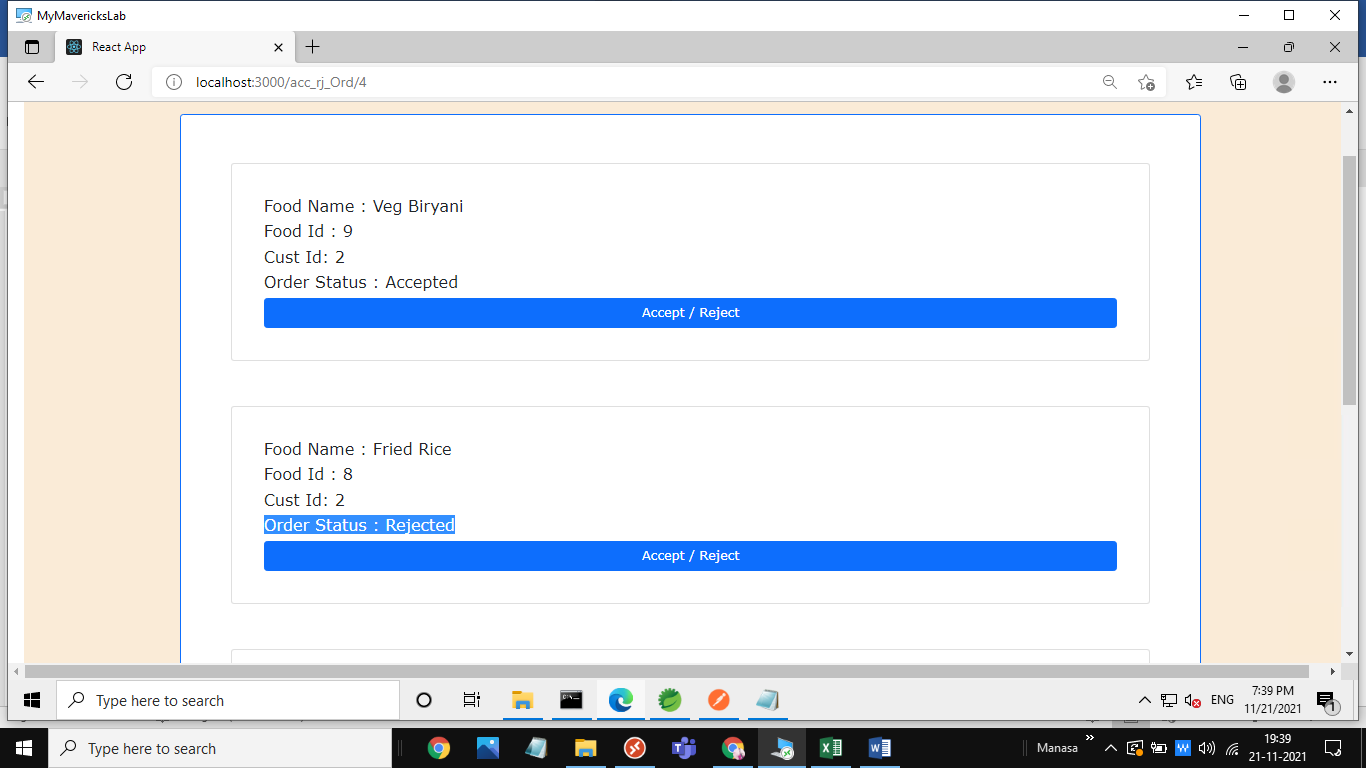 MyMavericksLab
React App
localhost:3000/acc_rj_Ord/4
Food Name : Veg Biryani
Food Id : 9
Cust Id: 2
Order Status : Accepted
Accept / Reject
Food Name : Fried Rice
Food Id : 8
Cust Id: 2
Order Status : Rejected
Accept / Reject
Type here to search
ENG
7:39 PM
11/21/2021
1
Type here to search
Manasa
19:39
21-11-2021